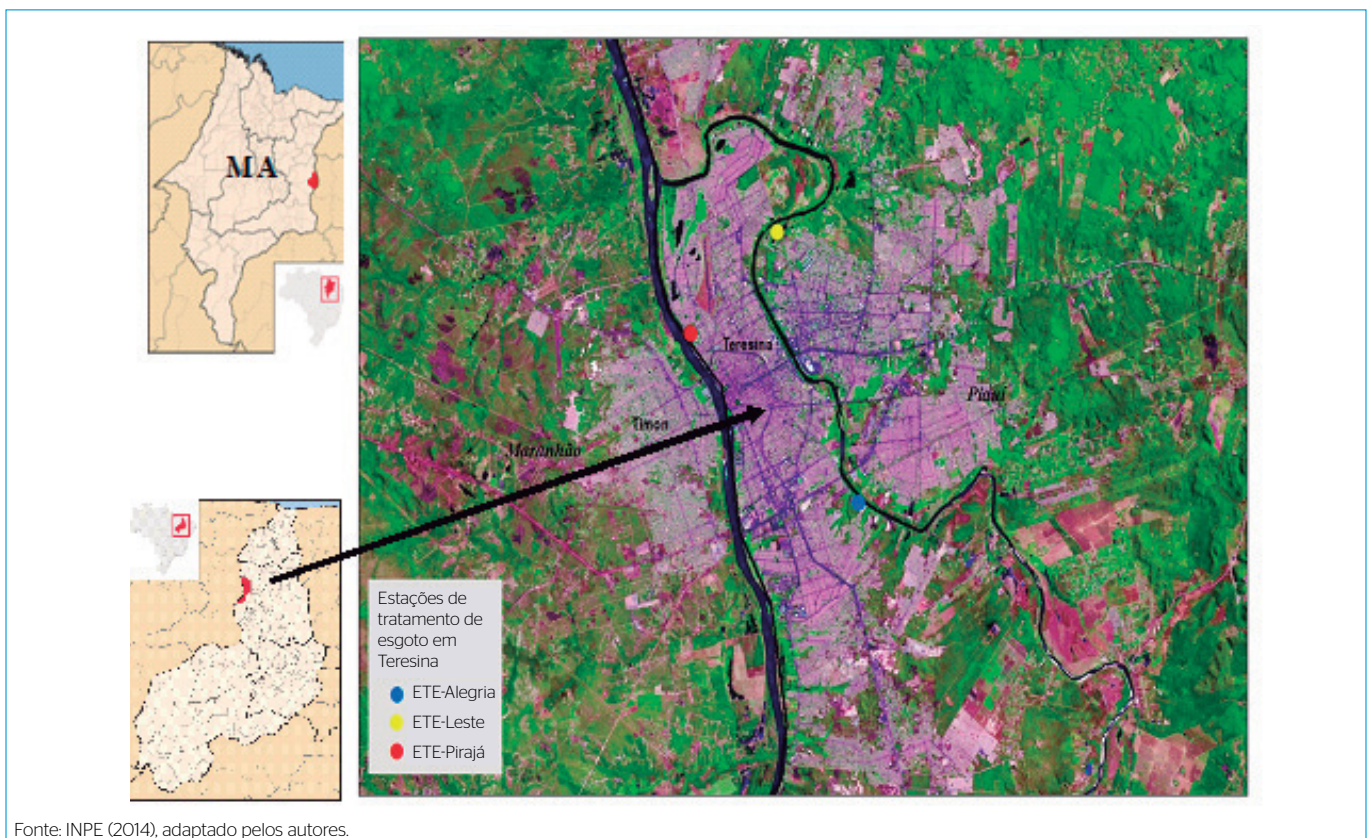 MA
Teresina
Piauí
Timon
Maranhão
Estações de
tratamento de
esgoto em
Teresina
ETE-Alegria
ETE-Leste
ETE-Pirajá
Fonte: INPE (2014), adaptado pelos autores.